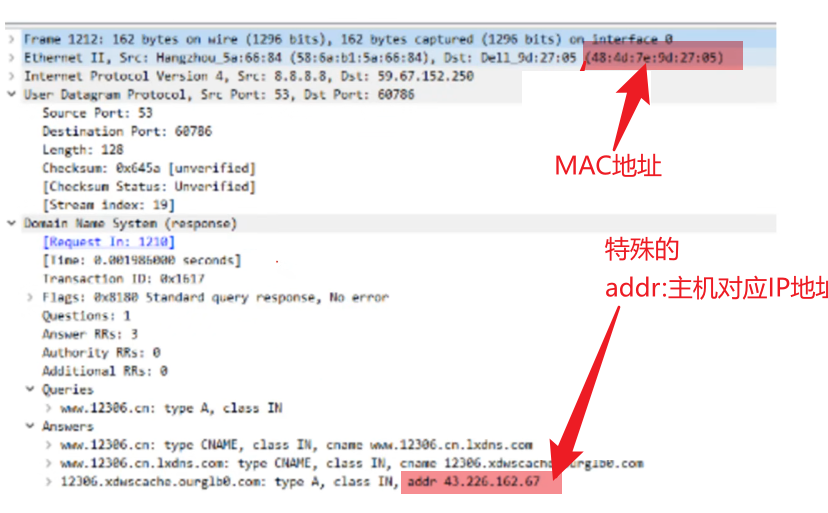 Frame 1212: 162 bytes on wire (1296 bits), 162 bytes captured (1296 bits) on interface 0
Ethernet II, Src: Hangzhou_5a:66:84 (58:6a:b1:5a:66:84), Dst: Dell_9d:27:05 (48:4d:7e:9d:27:05)
Internet Protocol Version 4, Src: 8.8.8.8, Dst: 59.67.152.250
User Datagram Protocol, Src Port: 53, Dst Port: 60786
Source Port: 53
Destination Port: 60786
Length: 128
Checksum: 0x645a [unverified]
[Checksum Status: Unverified]
[Stream index: 19]
MAC地址
Domain Name System (response)
[Request In: 1210]
[Time: 0.001986000 seconds]
Transaction ID: 0x1617
Flags: 0x8180 Standard query response, No error
Questions: 1
Answer RRs: 3
Authority RRs: 0
Additional RRs: 0
特殊的
addr:主机对应IP地址
Queries
www.12306.cn: type A, class IN
Answers
www.12306.cn: type CNAME, class IN, cname www.12306.cn.lxdns.com
www.12306.cn.lxdns.com: type CNAME, class IN, cname 12306.xdwscache.ourglb0.com
12306.xdwscache.ourglb0.com: type A, class IN, addr 43.226.162.67